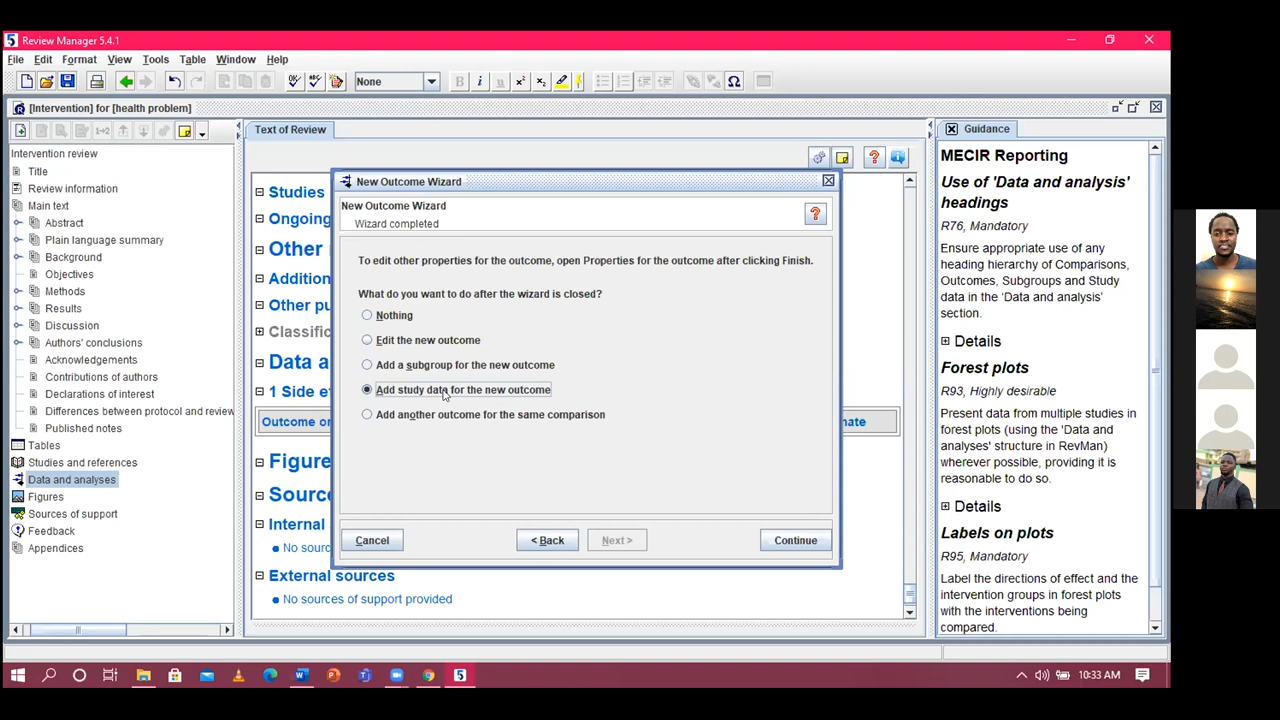 5 Review Manager 5.4.1
File Edit Format View Tools Table Window Help
None B i u x² x₂ Ω
[Intervention] for [health problem]
Intervention review
Title
Review information
Main text
Abstract
Plain language summary
Background
Objectives
Methods
Results
Discussion
Authors' conclusions
Acknowledgements
Contributions of authors
Declarations of interest
Differences between protocol and review
Published notes
Tables
Studies and references
Data and analyses
Figures
Sources of support
Feedback
Appendices
Text of Review
Studies
Ongoing
Other
Addition
Other pu
Classific
Data a
1 Side ef
Outcome or
nate
Figure
Sourc
Internal
No sourc
External sources
No sources of support provided
New Outcome Wizard
New Outcome Wizard
Wizard completed
To edit other properties for the outcome, open Properties for the outcome after clicking Finish.
What do you want to do after the wizard is closed?
Nothing
Edit the new outcome
Add a subgroup for the new outcome
Add study data for the new outcome
Add another outcome for the same comparison
Cancel
< Back
Next >
Continue
Guidance
MECIR Reporting
Use of 'Data and analysis'
headings
R76, Mandatory
Ensure appropriate use of any
heading hierarchy of Comparisons,
Outcomes, Subgroups and Study
data in the 'Data and analysis'
section.
Details
Forest plots
R93, Highly desirable
Present data from multiple studies in
forest plots (using the 'Data and
analyses' structure in RevMan)
wherever possible, providing it is
reasonable to do so.
Details
Labels on plots
R95, Mandatory
Label the directions of effect and the
intervention groups in forest plots
with the interventions being
compared.
10:33 AM